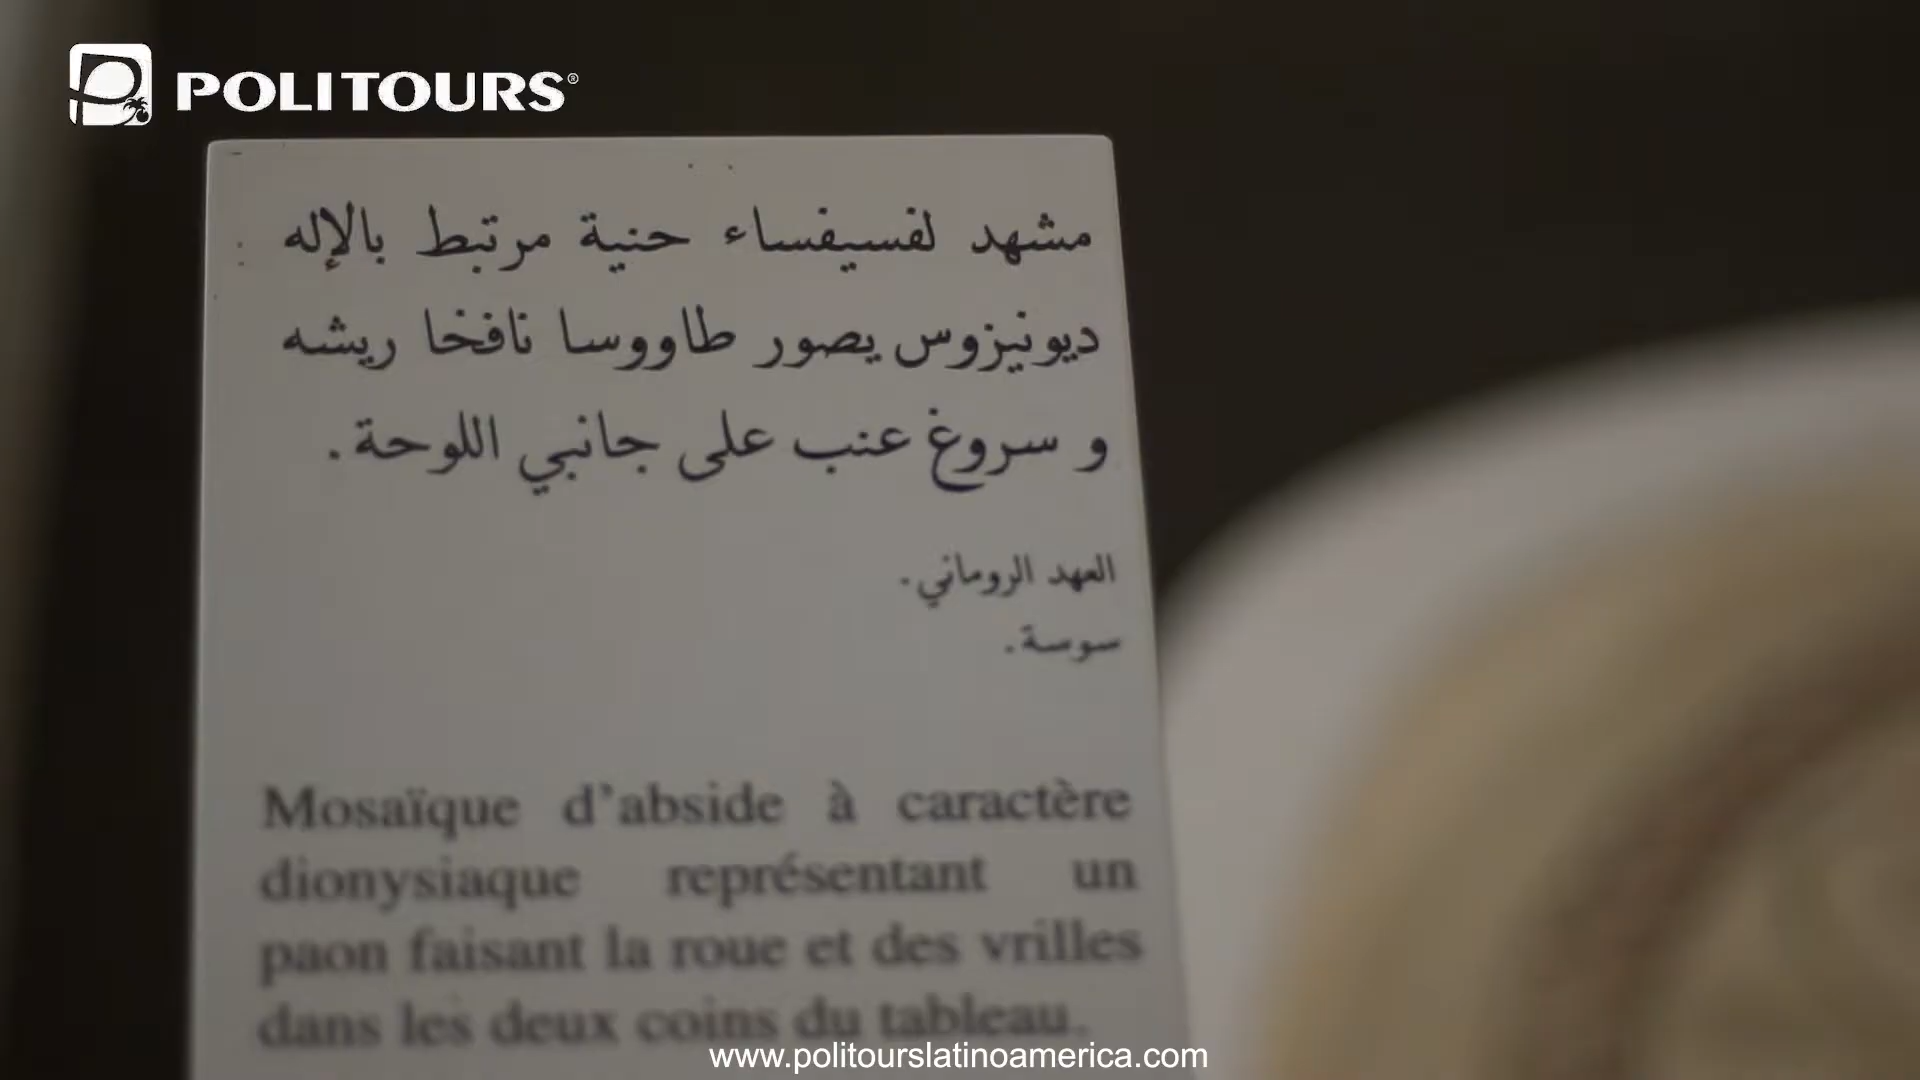 POLITOURS®
مشهد لفسيفساء حنية مرتبط بالإله
ديونيزوس يصور طاووسا نافخا ريشه
و سروغ عنب على جانبي اللوحة.
العهد الروماني.
سوسة.
Mosaïque d'abside à caractère
dionysiaque représentant un
paon faisant la roue et des vrilles
dans les deux coins du tableau.
www.politourslatinoamerica.com